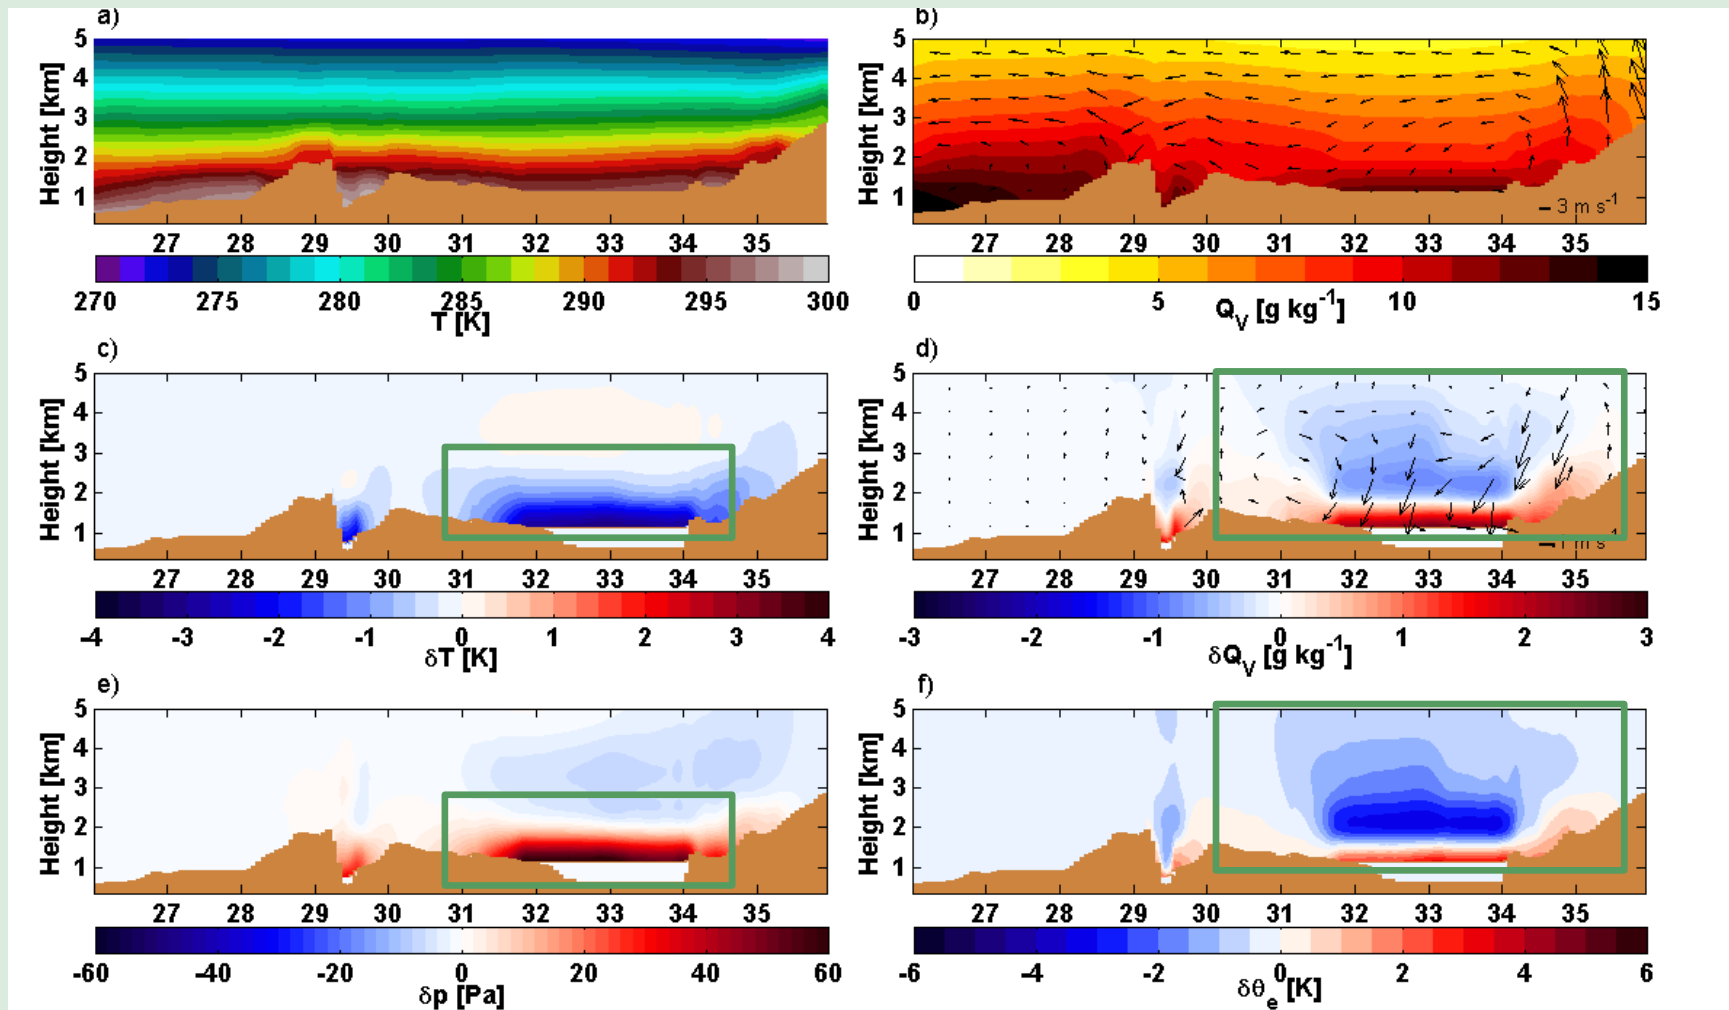 a)
b)
5
4
3
2
1
Height [km]
27 28 29 30 31 32 33 34 35
270 275 280 285 290 295 300
T [K]
5
4
3
2
1
Height [km]
3 m s-1
27 28 29 30 31 32 33 34 35
0 5 10 15
QV [g kg-1]
c)
d)
5
4
3
2
1
Height [km]
27 28 29 30 31 32 33 34 35
-4 -3 -2 -1 0 1 2 3 4
δT [K]
5
4
3
2
1
Height [km]
27 28 29 30 31 32 33 34 35
-3 -2 -1 0 1 2 3
δQV [g kg-1]
e)
f)
5
4
3
2
1
Height [km]
27 28 29 30 31 32 33 34 35
-60 -40 -20 0 20 40 60
δp [Pa]
5
4
3
2
1
Height [km]
27 28 29 30 31 32 33 34 35
-6 -4 -2 0 2 4 6
δθe [K]